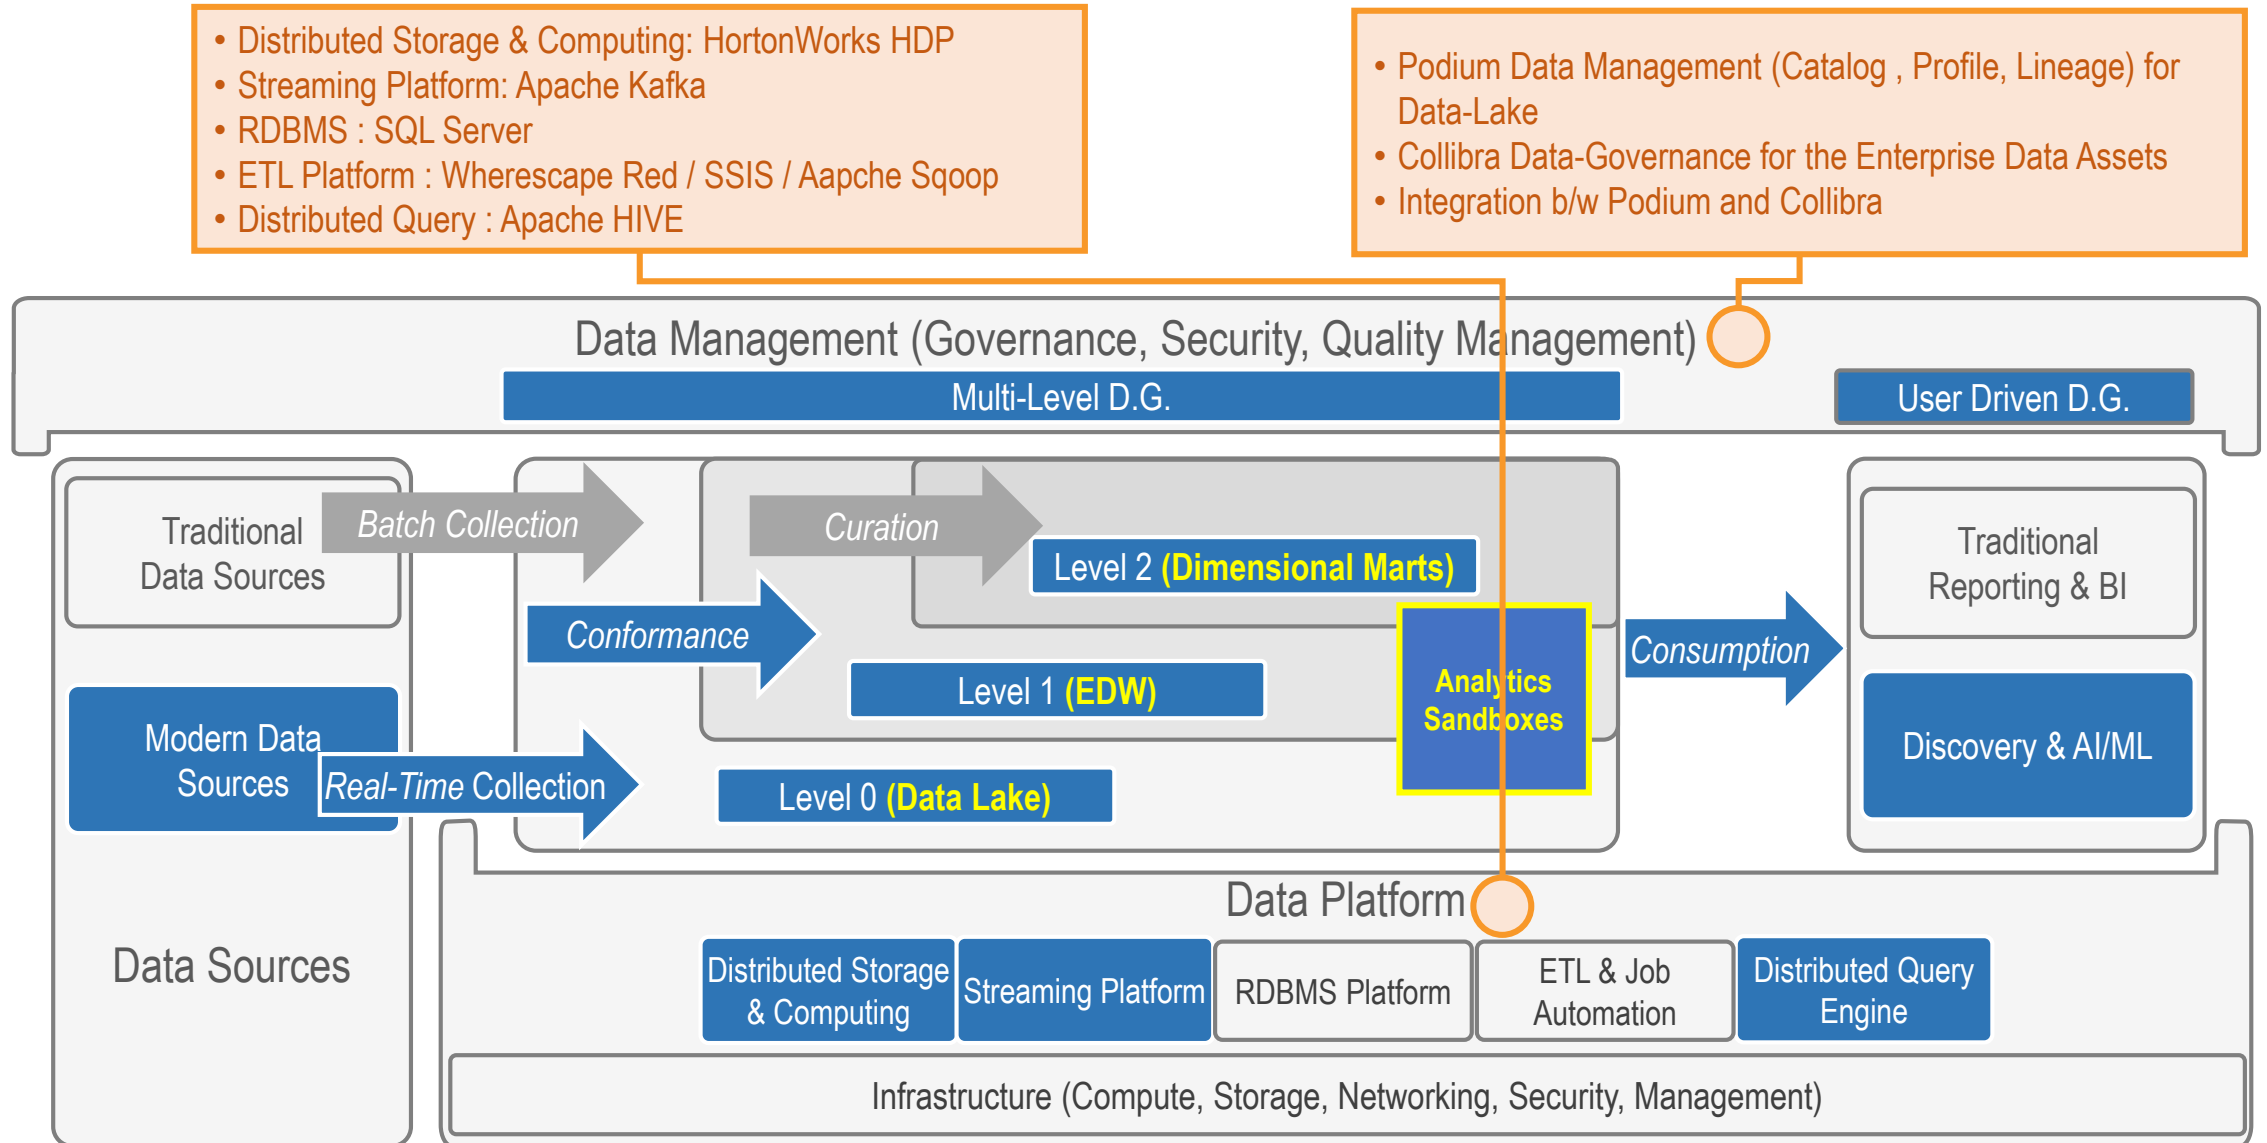 • Distributed Storage & Computing: HortonWorks HDP
• Streaming Platform: Apache Kafka
• RDBMS : SQL Server
• ETL Platform : Wherescape Red / SSIS / Aapche Sqoop
• Distributed Query : Apache HIVE
• Podium Data Management (Catalog , Profile, Lineage) for
Data-Lake
• Collibra Data-Governance for the Enterprise Data Assets
• Integration b/w Podium and Collibra
Data Management (Governance, Security, Quality Management)
Multi-Level D.G.
User Driven D.G.
Traditional
Data Sources
Batch Collection
Curation
Level 2 (Dimensional Marts)
Conformance
Level 1 (EDW)
Analytics
Sandboxes
Consumption
Traditional
Reporting & BI
Modern Data
Sources
Real-Time Collection
Level 0 (Data Lake)
Discovery & AI/ML
Data Sources
Data Platform
Distributed Storage
& Computing
Streaming Platform
RDBMS Platform
ETL & Job
Automation
Distributed Query
Engine
Infrastructure (Compute, Storage, Networking, Security, Management)